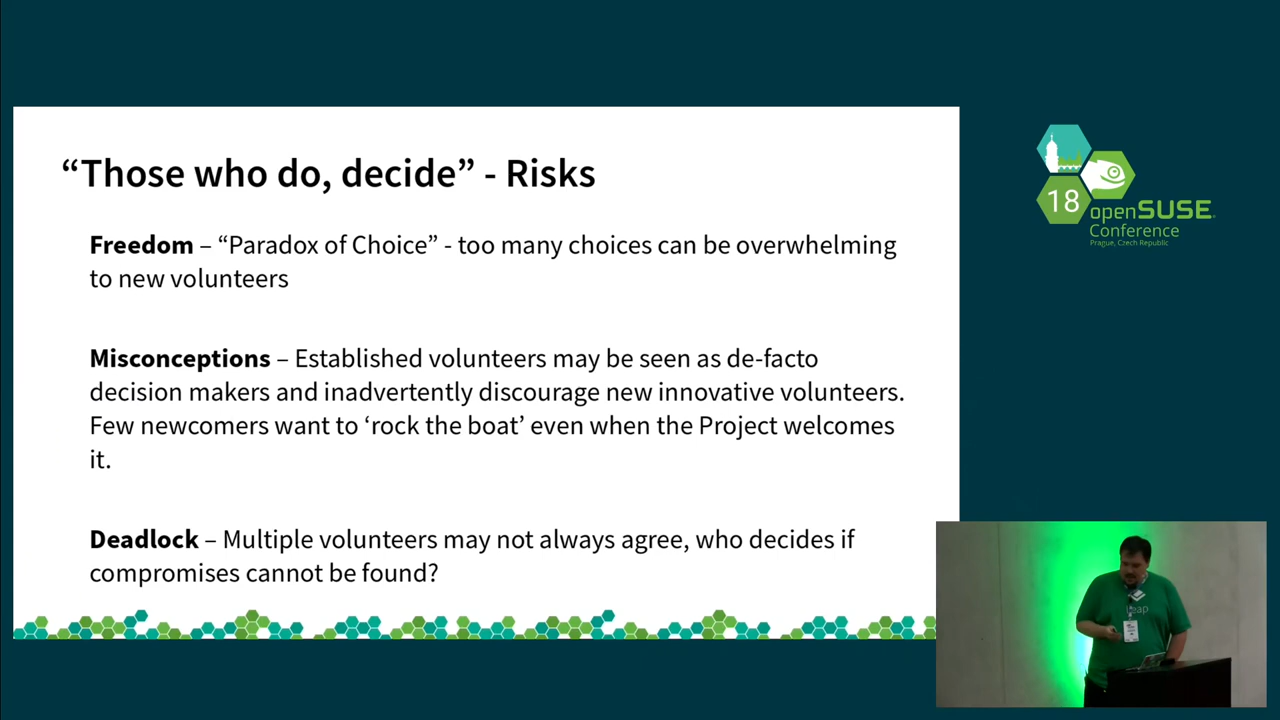 “Those who do, decide” - Risks
Freedom – “Paradox of Choice” - too many choices can be overwhelming
to new volunteers
Misconceptions – Established volunteers may be seen as de-facto
decision makers and inadvertently discourage new innovative volunteers.
Few newcomers want to ‘rock the boat’ even when the Project welcomes
it.
Deadlock – Multiple volunteers may not always agree, who decides if
compromises cannot be found?
18
openSUSE
Conference
Prague, Czech Republic
Leap